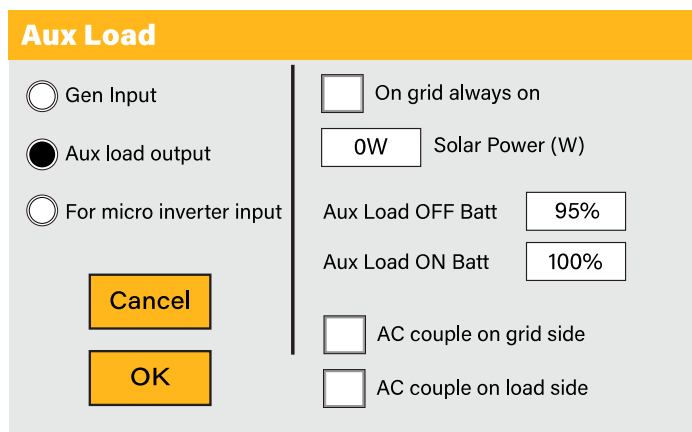 Aux Load
Gen Input
Aux load output
For micro inverter input
Cancel
OK
On grid always on
0W Solar Power (W)
Aux Load OFF Batt 95%
Aux Load ON Batt 100%
AC couple on grid side
AC couple on load side